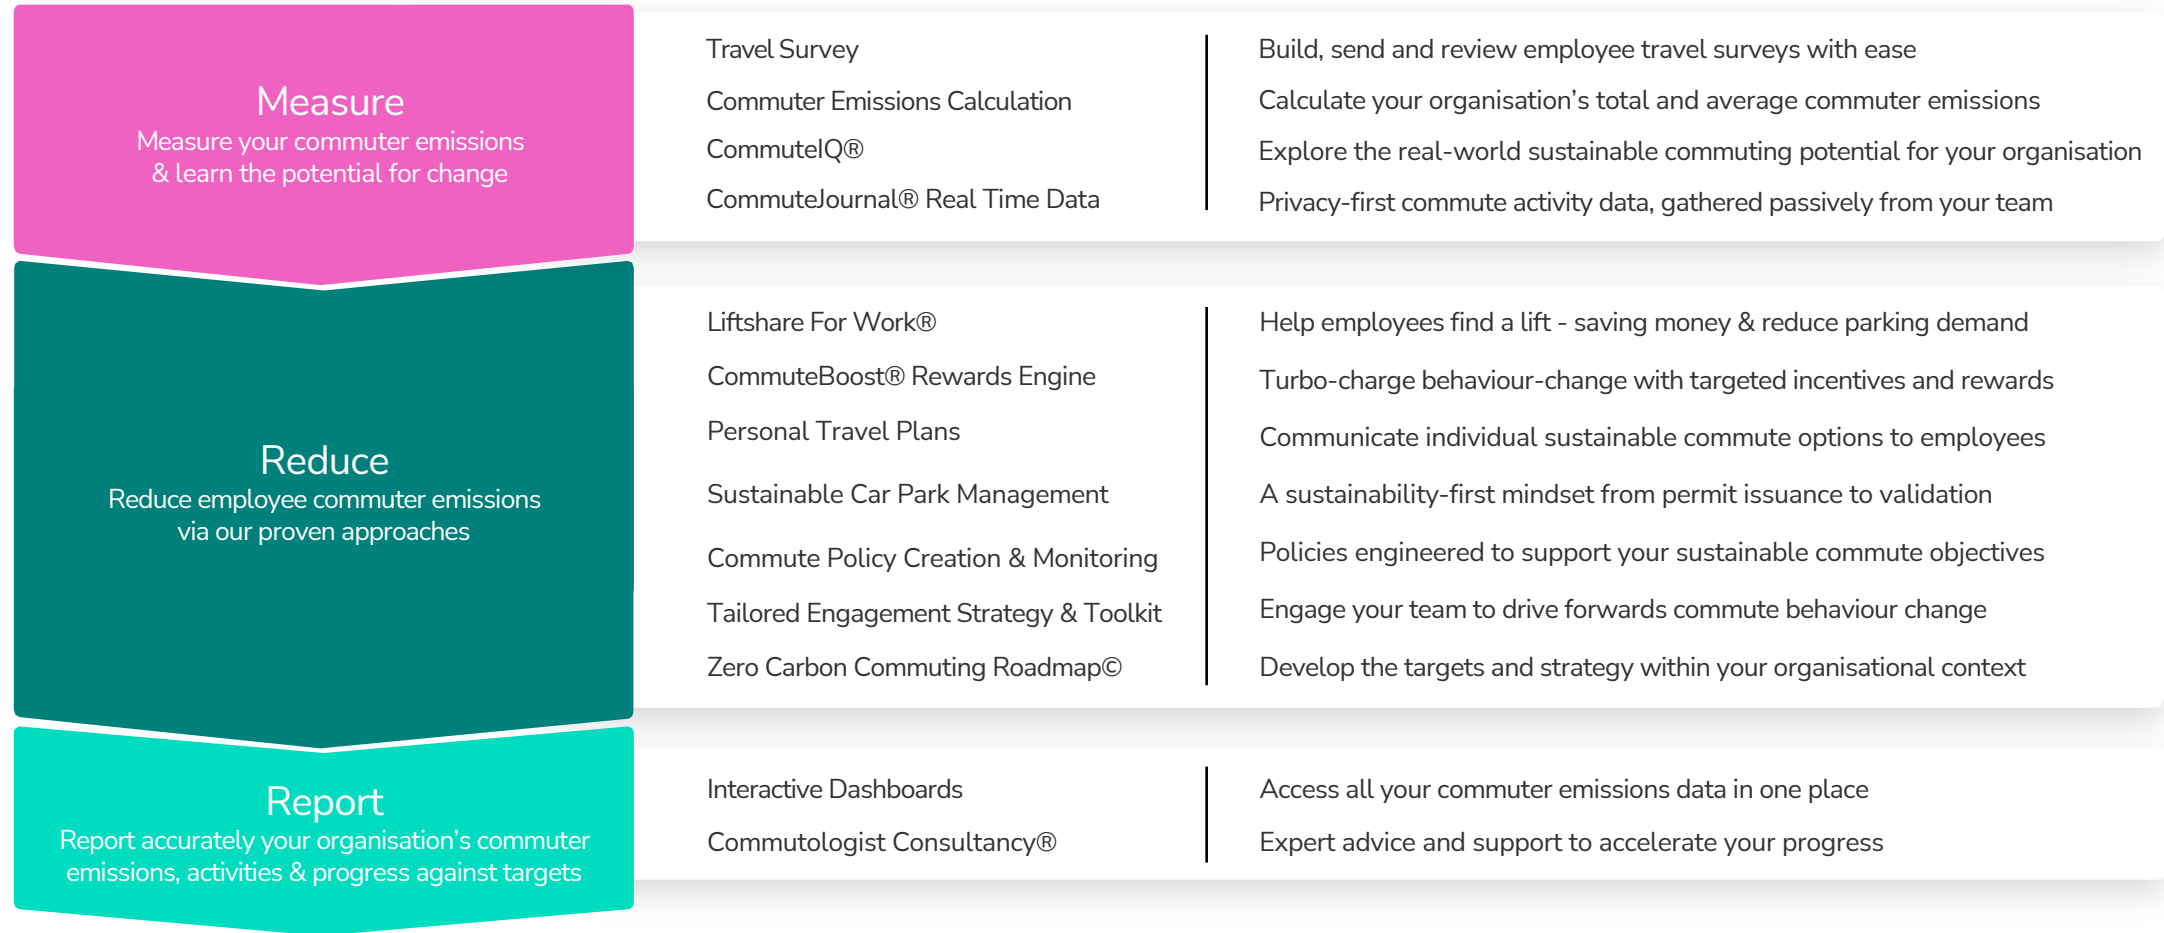 Measure
Measure your commuter emissions
& learn the potential for change
Travel Survey
Build, send and review employee travel surveys with ease
Commuter Emissions Calculation
Calculate your organisation’s total and average commuter emissions
CommuteIQ®
Explore the real-world sustainable commuting potential for your organisation
CommuteJournal® Real Time Data
Privacy-first commute activity data, gathered passively from your team
Reduce
Reduce employee commuter emissions
via our proven approaches
Liftshare For Work®
Help employees find a lift - saving money & reduce parking demand
CommuteBoost® Rewards Engine
Turbo-charge behaviour-change with targeted incentives and rewards
Personal Travel Plans
Communicate individual sustainable commute options to employees
Sustainable Car Park Management
A sustainability-first mindset from permit issuance to validation
Commute Policy Creation & Monitoring
Policies engineered to support your sustainable commute objectives
Tailored Engagement Strategy & Toolkit
Engage your team to drive forwards commute behaviour change
Zero Carbon Commuting Roadmap©
Develop the targets and strategy within your organisational context
Report
Report accurately your organisation’s commuter
emissions, activities & progress against targets
Interactive Dashboards
Access all your commuter emissions data in one place
Commutologist Consultancy®
Expert advice and support to accelerate your progress